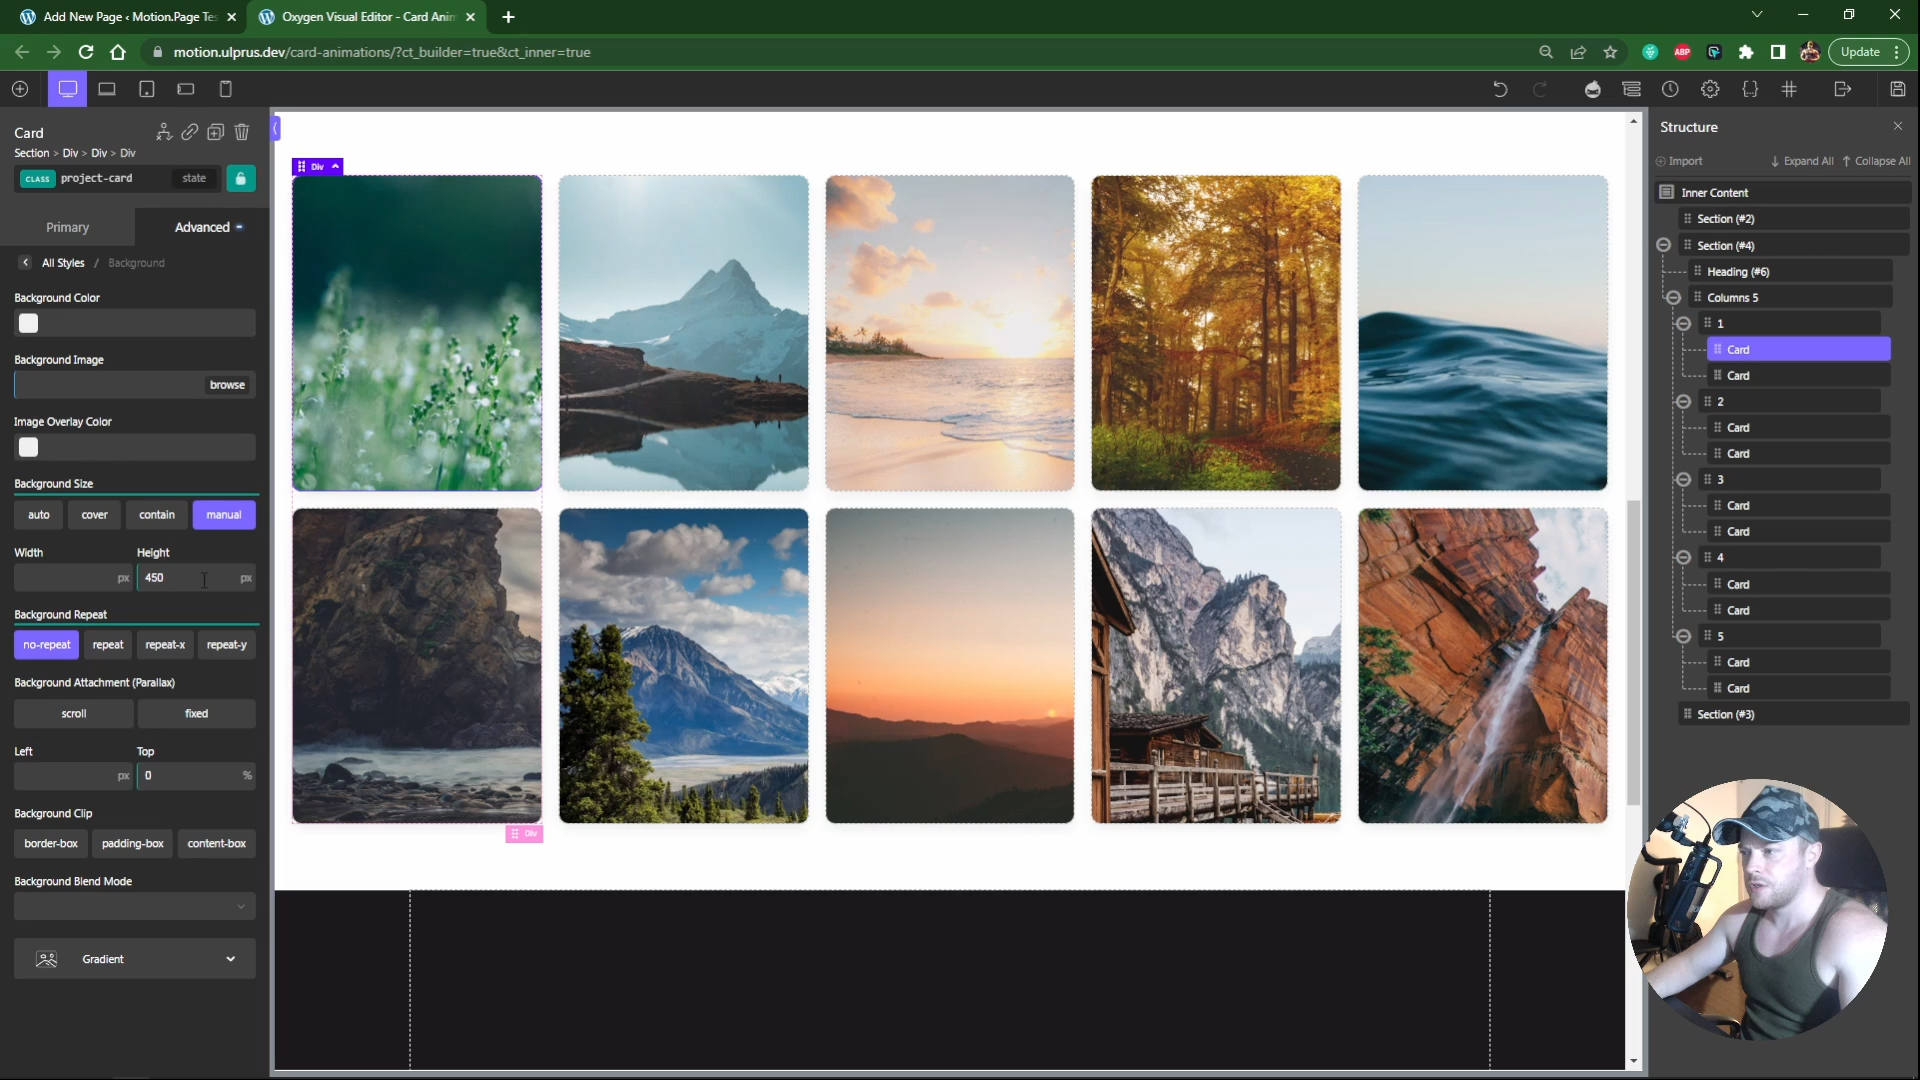 Add New Page ‹ Motion.Page Tes
Oxygen Visual Editor - Card Anim
motion.ulprus.dev/card-animations/?ct_builder=true&ct_inner=true
ABP
Update
Card
Section > Div > Div > Div
CLASS project-card state
Primary
Advanced
All Styles / Background
Background Color
Background Image
browse
Image Overlay Color
Background Size
auto cover contain manual
Width Height
px 450 px
Background Repeat
no-repeat repeat repeat-x repeat-y
Background Attachment (Parallax)
scroll fixed
Left Top
px 0 %
Background Clip
border-box padding-box content-box
Background Blend Mode
Gradient
Div
Div
Structure
Import Expand All Collapse All
Inner Content
Section (#2)
Section (#4)
Heading (#6)
Columns 5
1
Card
Card
2
Card
Card
3
Card
Card
4
Card
Card
5
Card
Card
Section (#3)